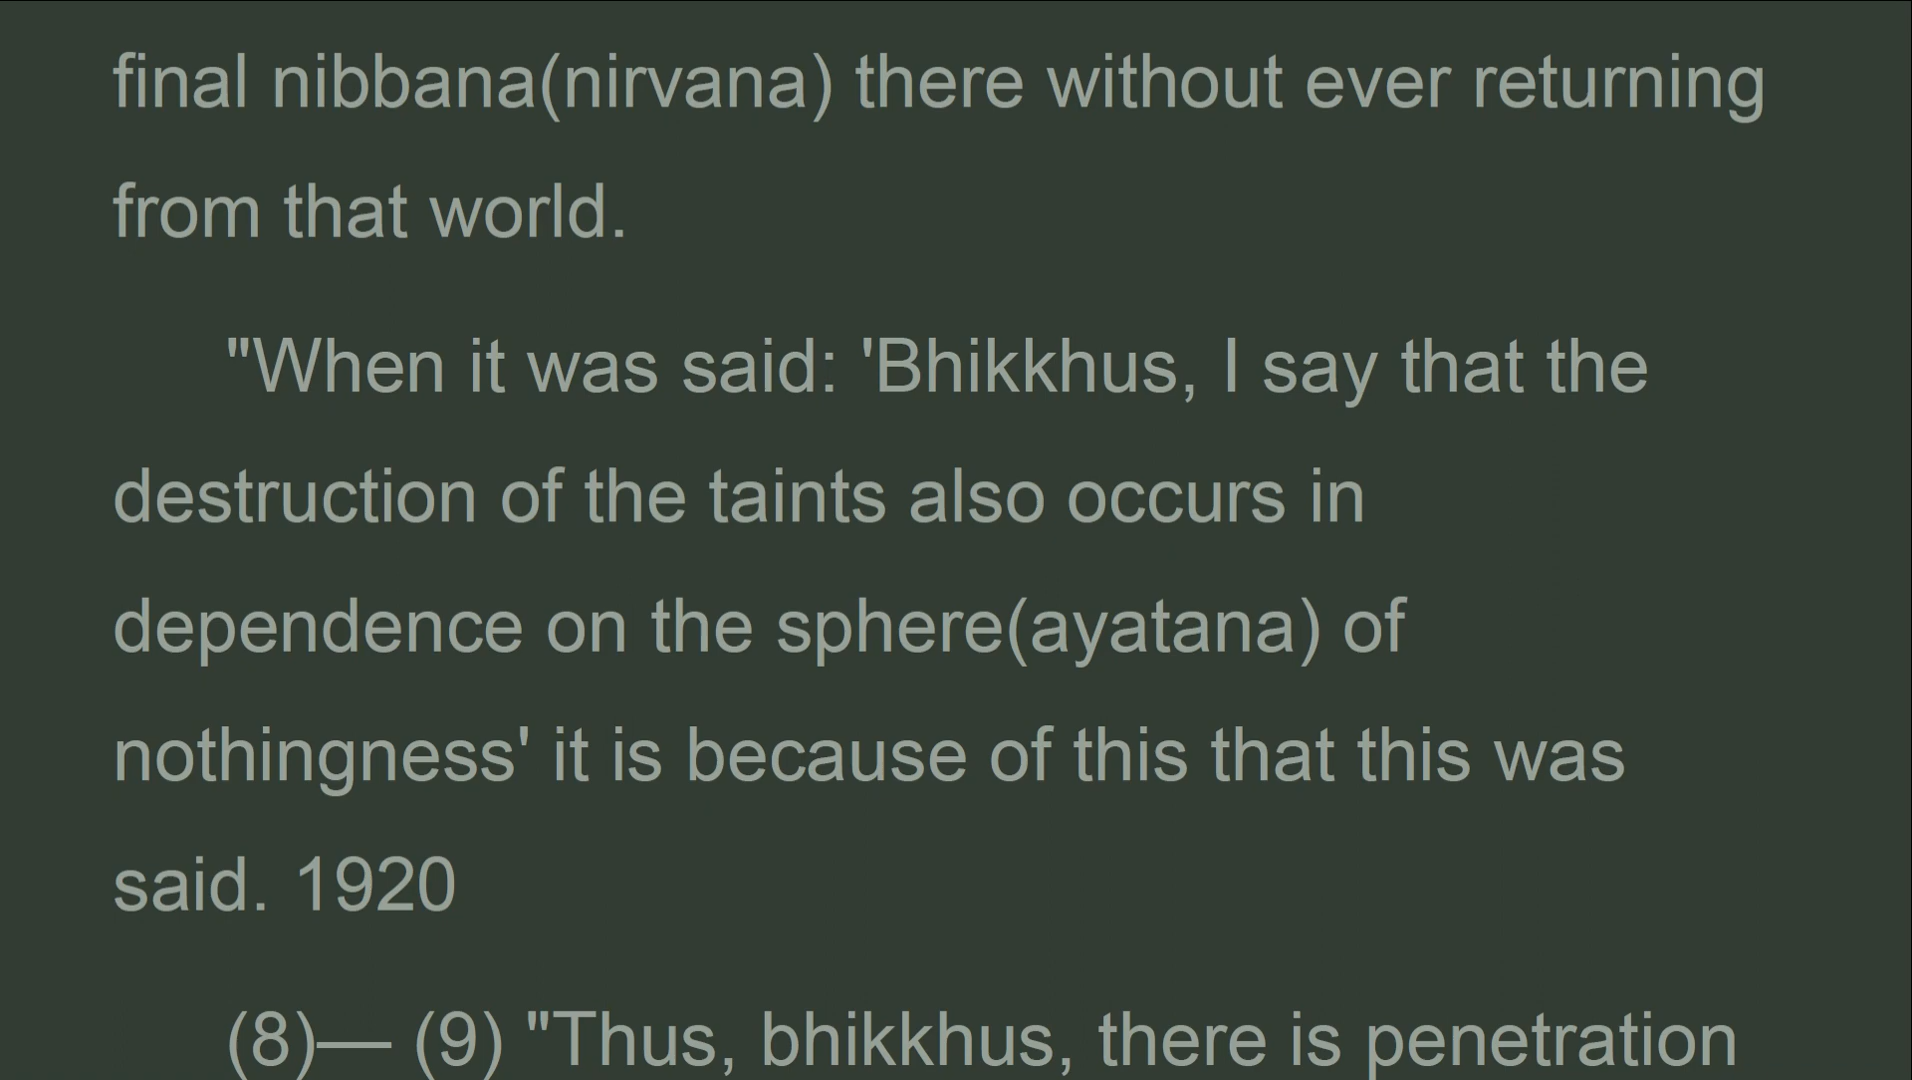 final nibbana(nirvana) there without ever returning
from that world.
"When it was said: 'Bhikkhus, I say that the
destruction of the taints also occurs in
dependence on the sphere(ayatana) of
nothingness' it is because of this that this was
said. 1920
(8)— (9) "Thus, bhikkhus, there is penetration